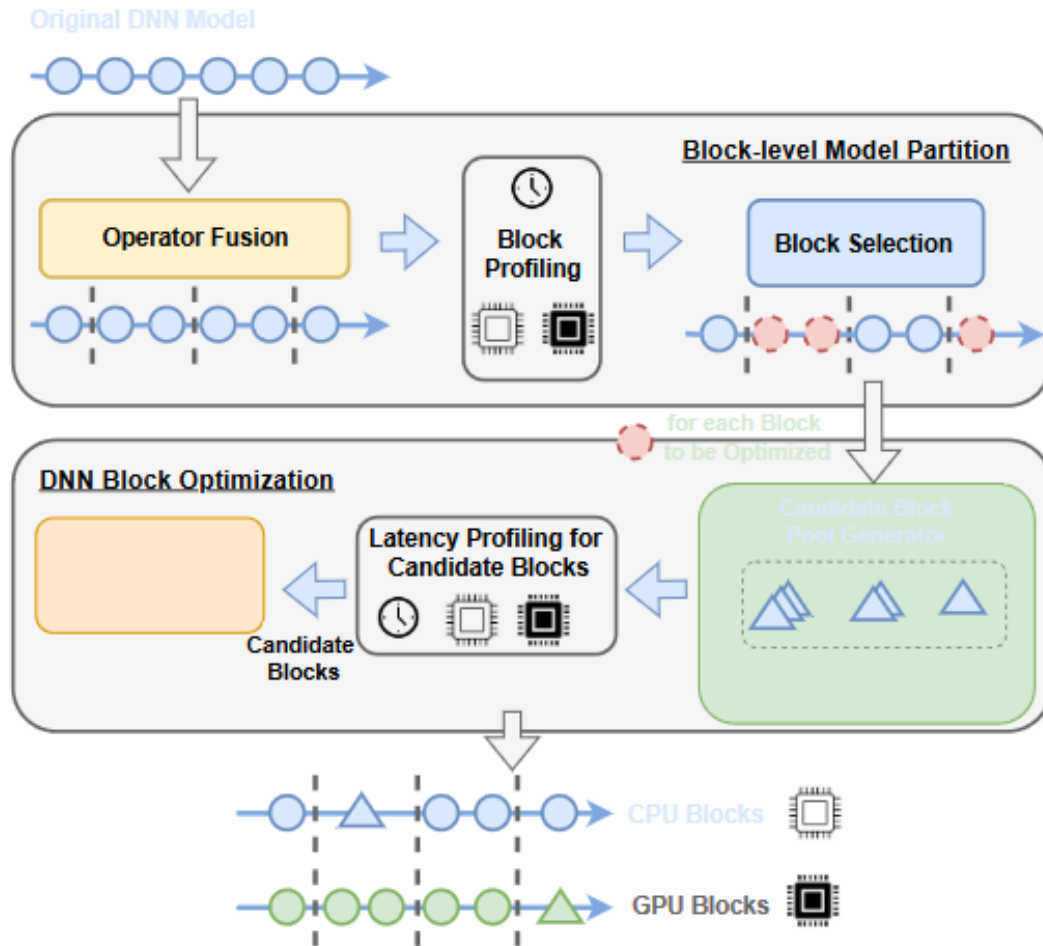 Original DNN Model
Block-level Model Partition
Operator Fusion
Block
Profiling
Block Selection
for each Block
to be Optimized
DNN Block Optimization
Candidate Block
Pool Generator
Latency Profiling for
Candidate Blocks
Candidate
Blocks
CPU Blocks
GPU Blocks